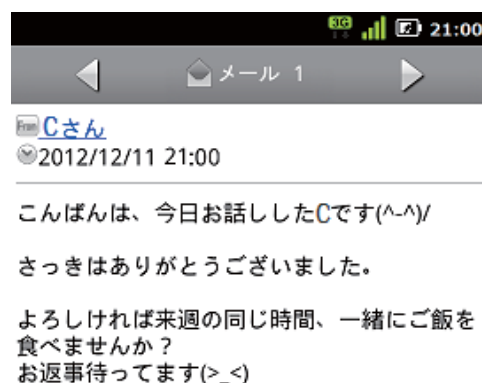 3G 21:00
メール 1
From Cさん
2012/12/11 21:00
こんばんは、今日お話ししたCです(^-^)/
さっきはありがとうございました。
よろしければ来週の同じ時間、一緒にご飯を
食べませんか？
お返事待ってます(>_<)